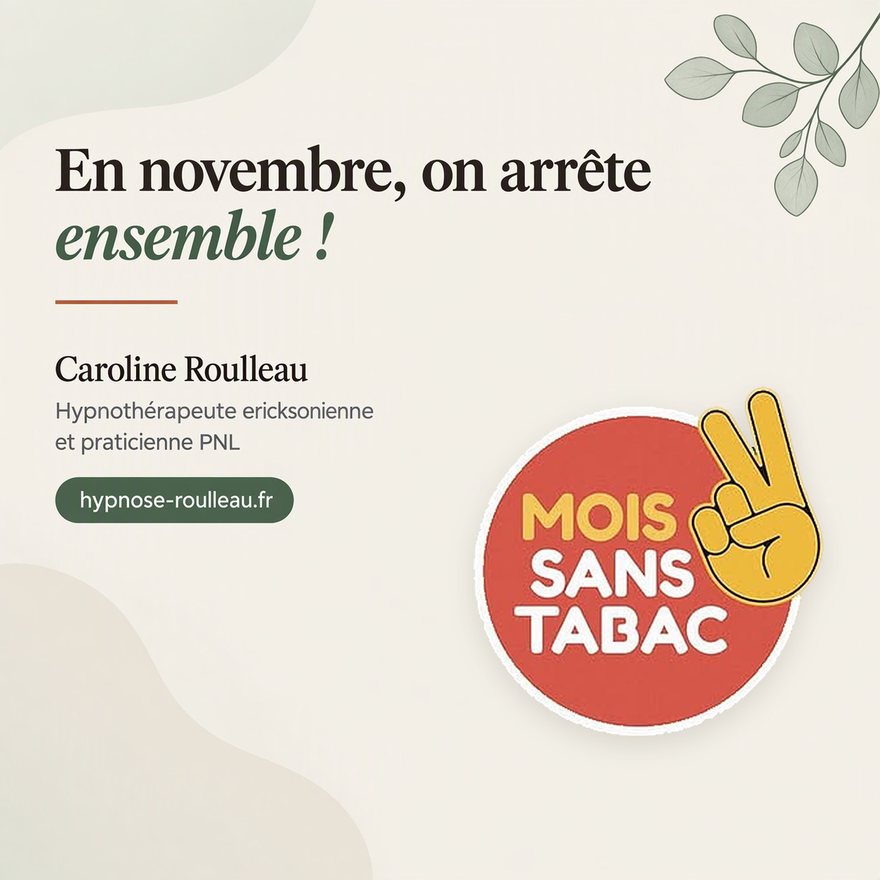 En novembre, on arrête
ensemble !
Caroline Roulleau
Hypnothérapeute ericksonienne
et praticienne PNL
hypnose-roulleau.fr
MOIS
SANS
TABAC